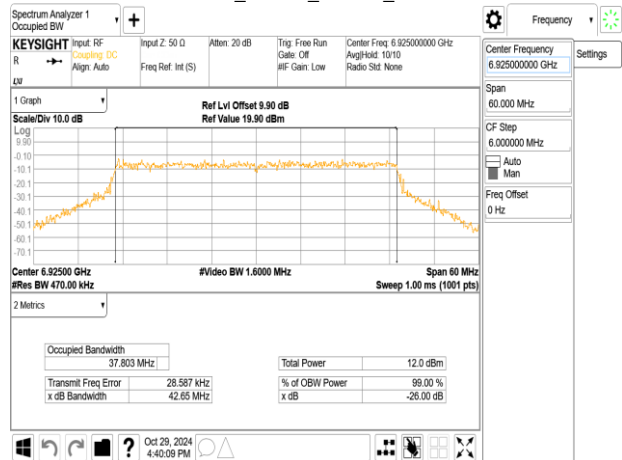 Spectrum Analyzer 1
Occupied BW
KEYSIGHT
R
LXI
Input: RF
Coupling: DC
Align: Auto
Input Z: 50 Ω
Freq Ref: Int (S)
Atten: 20 dB
Trig: Free Run
Gate: Off
#IF Gain: Low
Center Freq: 6.925000000 GHz
Avg|Hold: 10/10
Radio Std: None
1 Graph
Scale/Div 10.0 dB
Ref Lvl Offset 9.90 dB
Ref Value 19.90 dBm
Log
9.90
-0.10
-10.1
-20.1
-30.1
-40.1
-50.1
-60.1
-70.1
Center 6.92500 GHz
#Res BW 470.00 kHz
#Video BW 1.6000 MHz
Span 60 MHz
Sweep 1.00 ms (1001 pts)
2 Metrics
Occupied Bandwidth
37.803 MHz
Transmit Freq Error 28.587 kHz
x dB Bandwidth 42.65 MHz
Total Power 12.0 dBm
% of OBW Power 99.00 %
x dB -26.00 dB
Oct 29, 2024
4:40:09 PM
Frequency
Settings
Center Frequency
6.925000000 GHz
Span
60.000 MHz
CF Step
6.000000 MHz
Auto
Man
Freq Offset
0 Hz